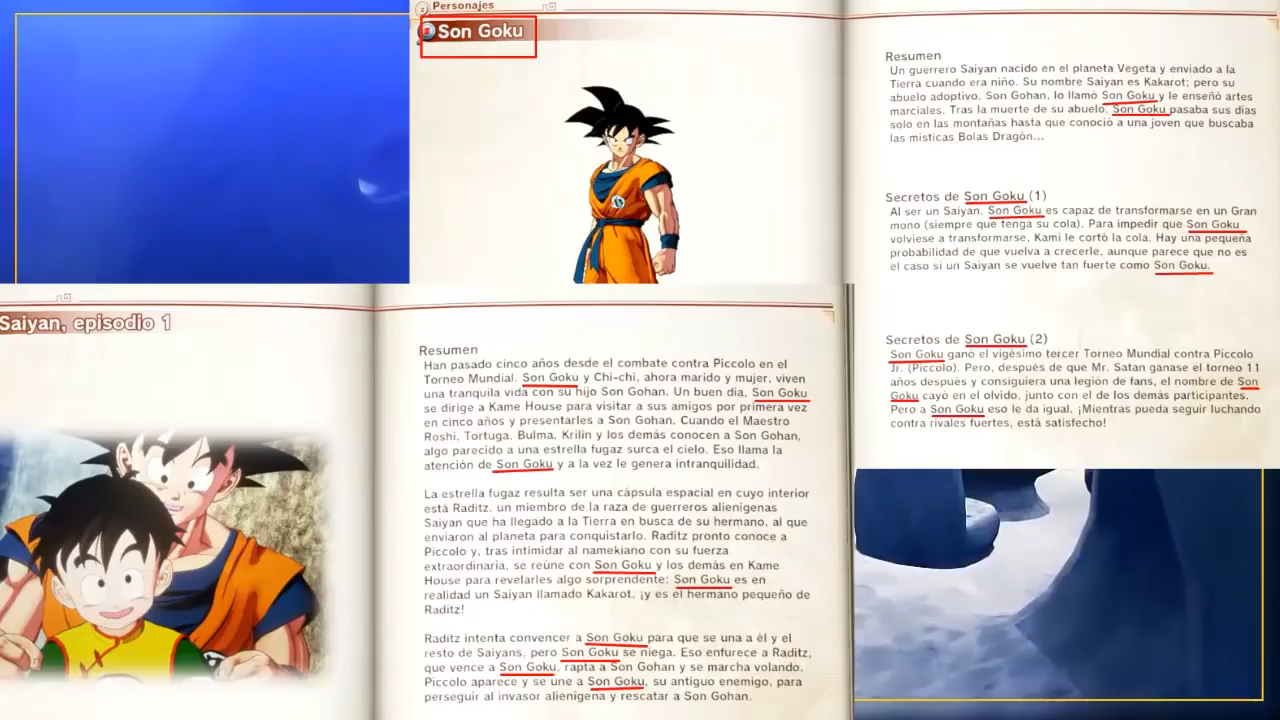 Personajes
Son Goku
Resumen
Un guerrero Saiyan nacido en el planeta Vegeta y enviado a la
Tierra cuando era niño. Su nombre Saiyan es Kakarot; pero su
abuelo adoptivo, Son Gohan, lo llamó Son Goku y le enseñó artes
marciales. Tras la muerte de su abuelo, Son Goku pasaba sus días
solo en las montañas hasta que conoció a una joven que buscaba
las místicas Bolas Dragón...
Secretos de Son Goku (1)
Al ser un Saiyan, Son Goku es capaz de transformarse en un Gran
mono (siempre que tenga su cola). Para impedir que Son Goku
volviese a transformarse, Kami le cortó la cola. Hay una pequeña
probabilidad de que vuelva a crecerle, aunque parece que no es
el caso si un Saiyan se vuelve tan fuerte como Son Goku.
Secretos de Son Goku (2)
Son Goku ganó el vigésimo tercer Torneo Mundial contra Piccolo
Jr. (Piccolo). Pero, después de que Mr. Satan ganase el torneo 11
años después y consiguiera una legión de fans, el nombre de Son
Goku cayó en el olvido, junto con el de los demás participantes.
Pero a Son Goku eso le da igual. ¡Mientras pueda seguir luchando
contra rivales fuertes, está satisfecho!
Saiyan, episodio 1
Resumen
Han pasado cinco años desde el combate contra Piccolo en el
Torneo Mundial. Son Goku y Chi-chi, ahora marido y mujer, viven
una tranquila vida con su hijo Son Gohan. Un buen día, Son Goku
se dirige a Kame House para visitar a sus amigos por primera vez
en cinco años y presentarles a Son Gohan. Cuando el Maestro
Roshi, Tortuga, Bulma, Krilin y los demás conocen a Son Gohan,
algo parecido a una estrella fugaz surca el cielo. Eso llama la
atención de Son Goku y a la vez le genera intranquilidad.
La estrella fugaz resulta ser una cápsula espacial en cuyo interior
está Raditz, un miembro de la raza de guerreros alienígenas
Saiyan que ha llegado a la Tierra en busca de su hermano, al que
enviaron al planeta para conquistarlo. Raditz pronto conoce a
Piccolo y, tras intimidar al namekiano con su fuerza
extraordinaria, se reúne con Son Goku y los demás en Kame
House para revelarles algo sorprendente: Son Goku es en
realidad un Saiyan llamado Kakarot, ¡y es el hermano pequeño de
Raditz!
Raditz intenta convencer a Son Goku para que se una a él y el
resto de Saiyans, pero Son Goku se niega. Eso enfurece a Raditz,
que vence a Son Goku, rapta a Son Gohan y se marcha volando.
Piccolo aparece y se une a Son Goku, su antiguo enemigo, para
perseguir al invasor alienígena y rescatar a Son Gohan.